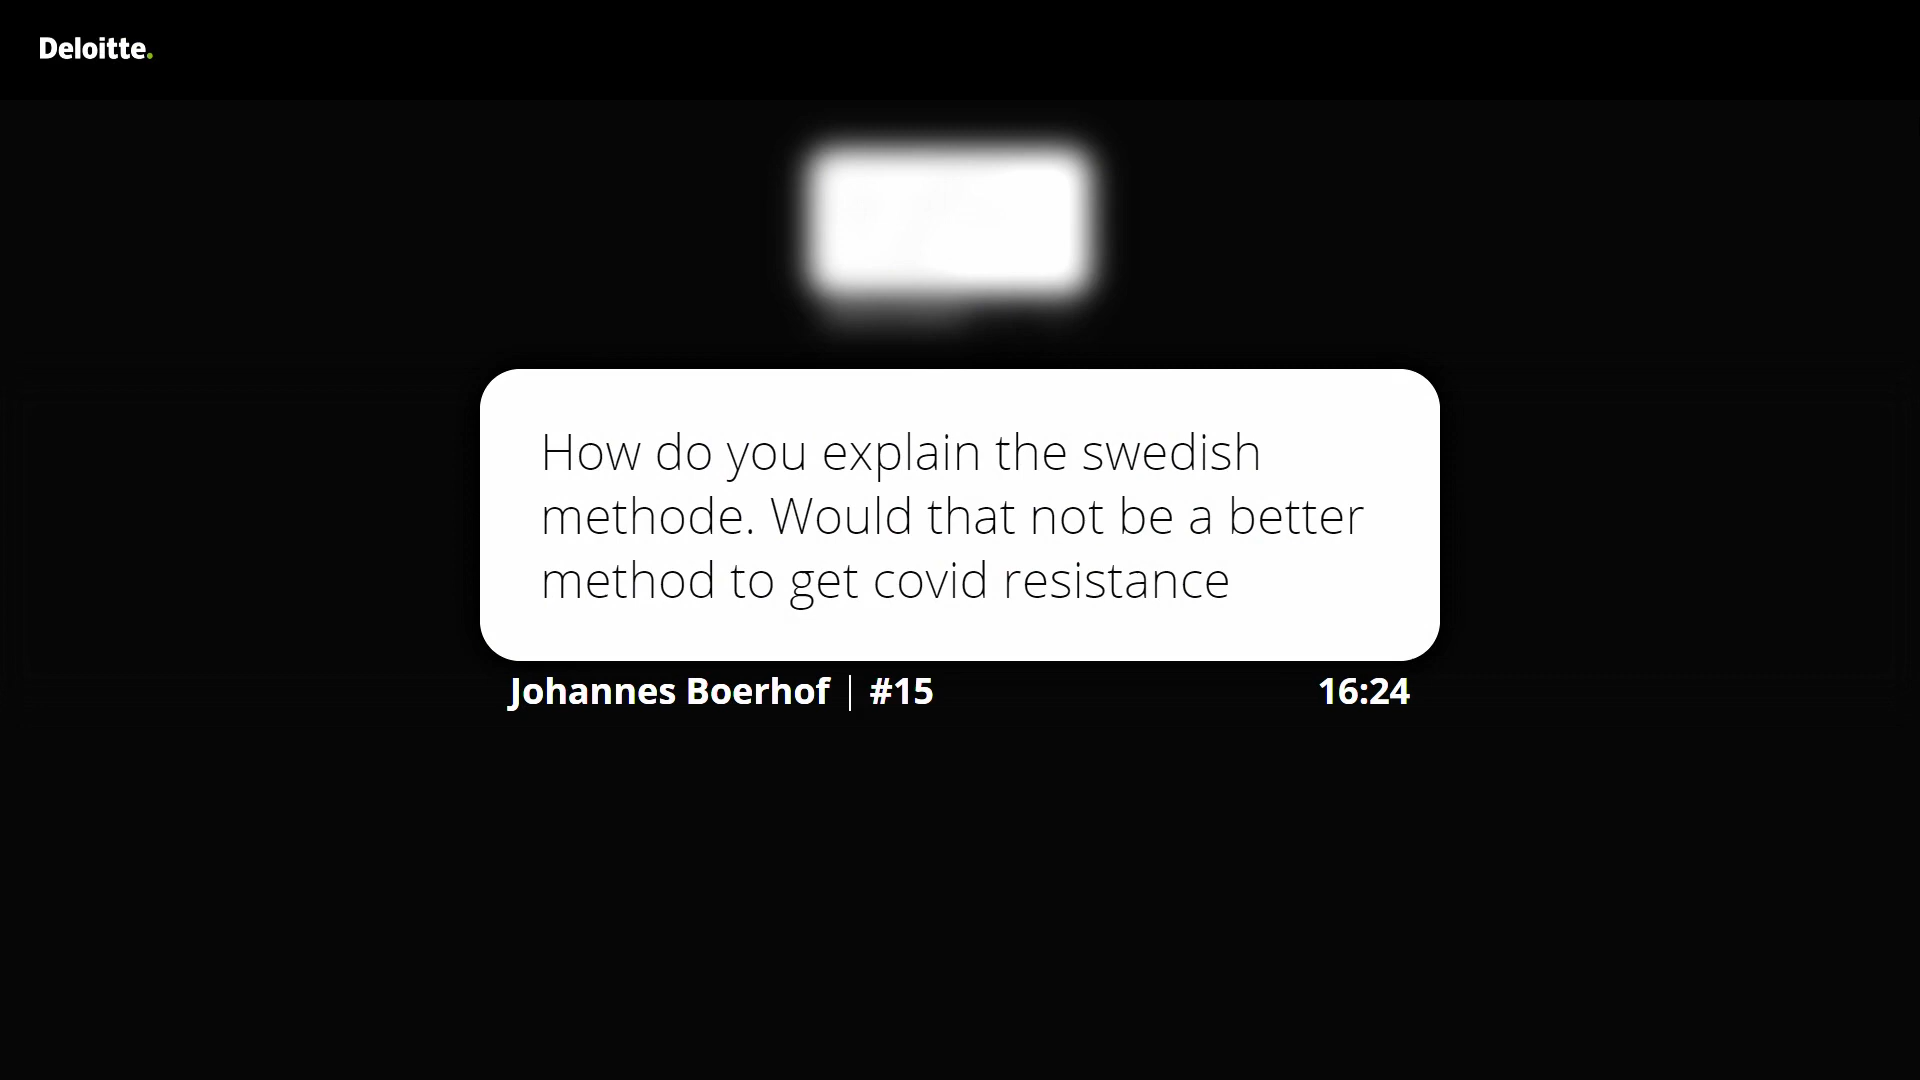 Deloitte.
How do you explain the swedish
methode. Would that not be a better
method to get covid resistance
Johannes Boerhof | #15
16:24